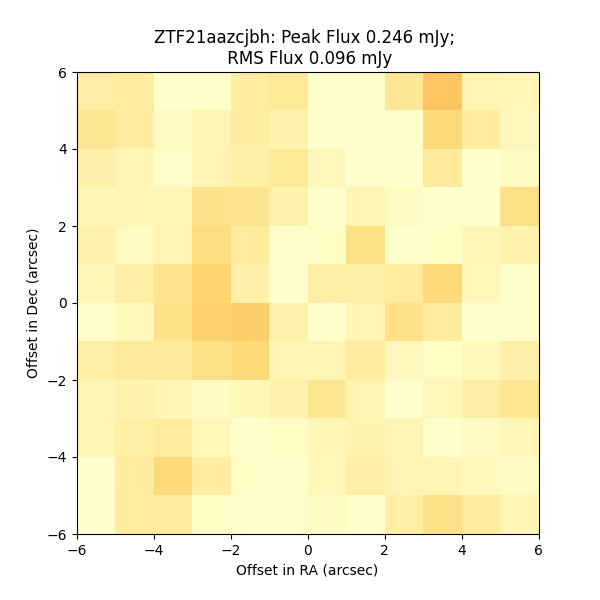 ZTF21aazcjbh: Peak Flux 0.246 mJy;
RMS Flux 0.096 mJy
6
4
2
0
−2
−4
−6
Offset in Dec (arcsec)
−6 −4 −2 0 2 4 6
Offset in RA (arcsec)